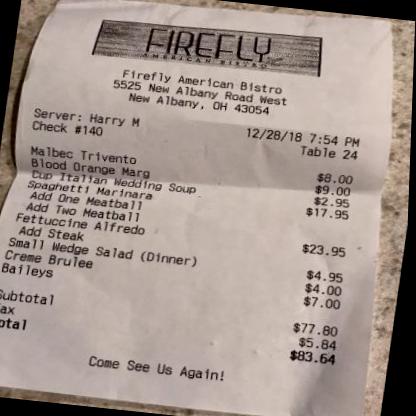 FIREFLY
AMERICAN BISTRO
Firefly American Bistro
5525 New Albany Road West
New Albany, OH 43054
Server: Harry M 12/28/18 7:54 PM
Check #140 Table 24
Malbec Trivento $8.00
Blood Orange Marg $9.00
Cup Italian Wedding Soup $2.95
Spaghetti Marinara $17.95
Add One Meatball
Add Two Meatball
Fettuccine Alfredo $23.95
Add Steak
Small Wedge Salad (Dinner) $4.95
Creme Brulee $4.00
Baileys $7.00
Subtotal $77.80
ax $5.84
otal $83.64
Come See Us Again!